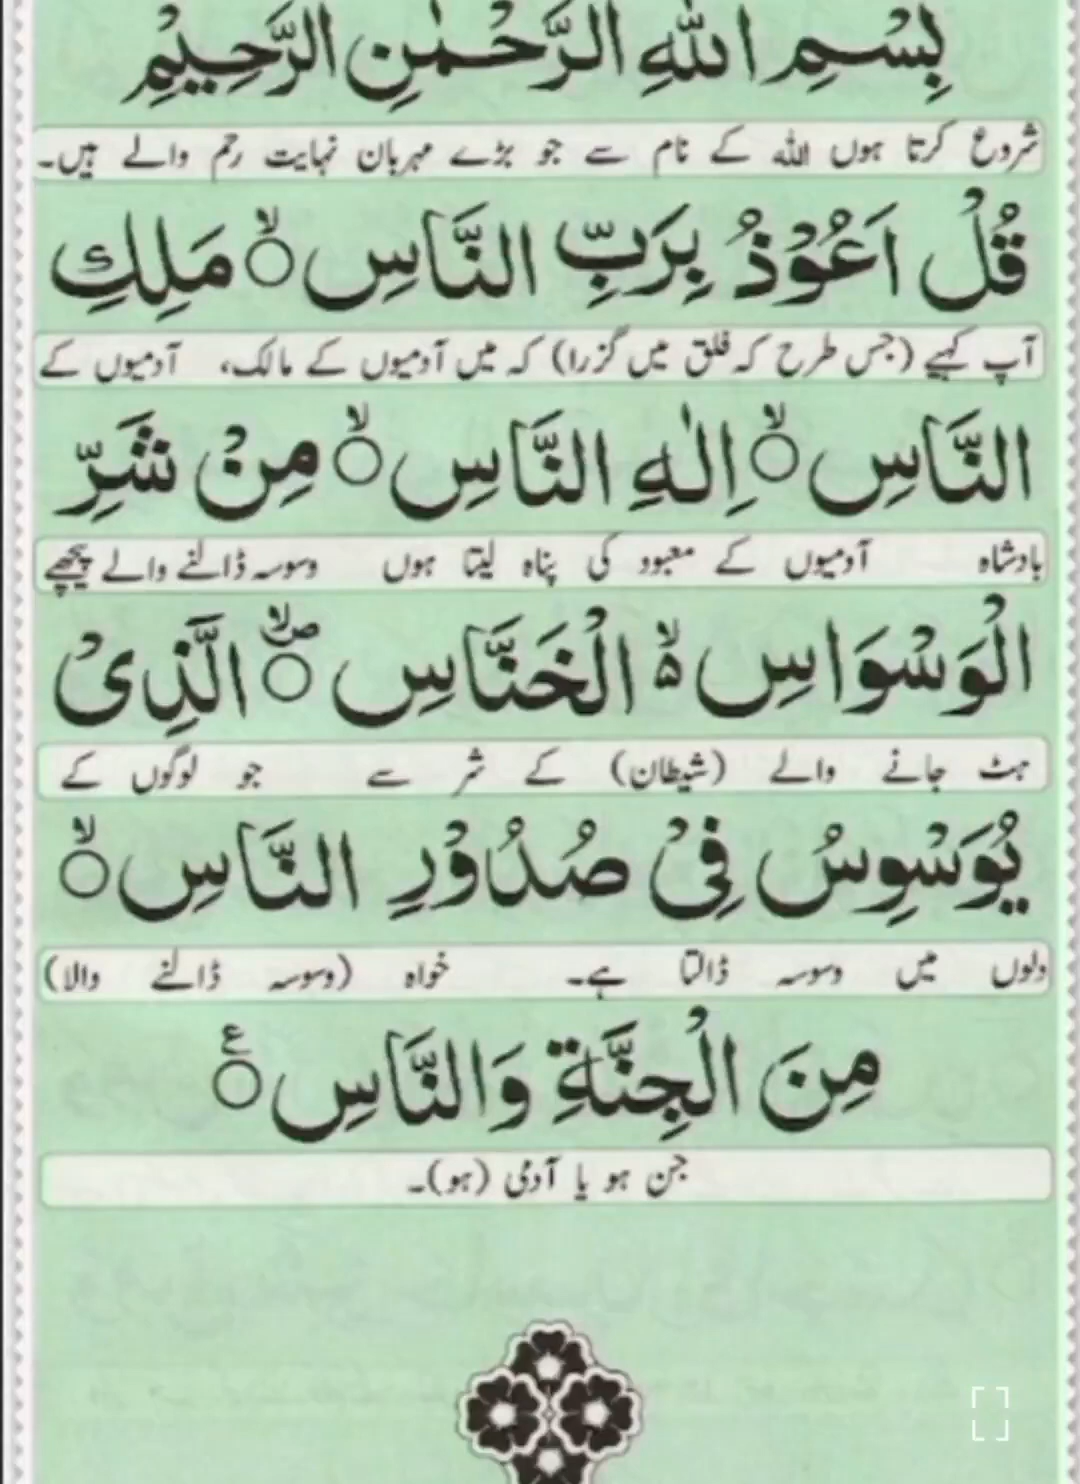 بِسْمِ اللّٰهِ الرَّحْمٰنِ الرَّحِيْمِ
شروع کرتا ہوں اللہ کے نام سے جو بڑے مہربان نہایت رحم والے ہیں۔
قُلْ اَعُوْذُ بِرَبِّ النَّاسِ ۙ مَلِكِ
آپ کہیے (جس طرح کہ فلق میں گزرا) کہ میں آدمیوں کے مالک، آدمیوں کے
النَّاسِ ۙ اِلٰهِ النَّاسِ ۙ مِنْ شَرِّ
بادشاہ آدمیوں کے معبود کی پناہ لیتا ہوں وسوسہ ڈالنے والے پیچھے
الْوَسْوَاسِ ۙ۬ الْخَنَّاسِ ۪ۙ الَّذِیْ
ہٹ جانے والے (شیطان) کے شر سے جو لوگوں کے
يُوَسْوِسُ فِیْ صُدُوْرِ النَّاسِ ۙ
دلوں میں وسوسہ ڈالتا ہے۔ خواہ (وسوسہ ڈالنے والا)
مِنَ الْجِنَّةِ وَالنَّاسِ ۠
جن ہو یا آدمی (ہو)۔